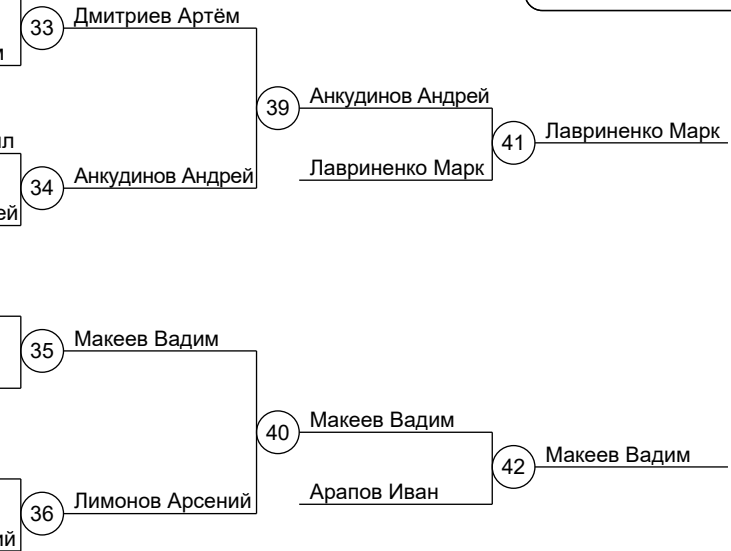 33 Дмитриев Артём
39 Анкудинов Андрей
41 Лавриненко Марк
Лавриненко Марк
34 Анкудинов Андрей
35 Макеев Вадим
40 Макеев Вадим
42 Макеев Вадим
Арапов Иван
36 Лимонов Арсений